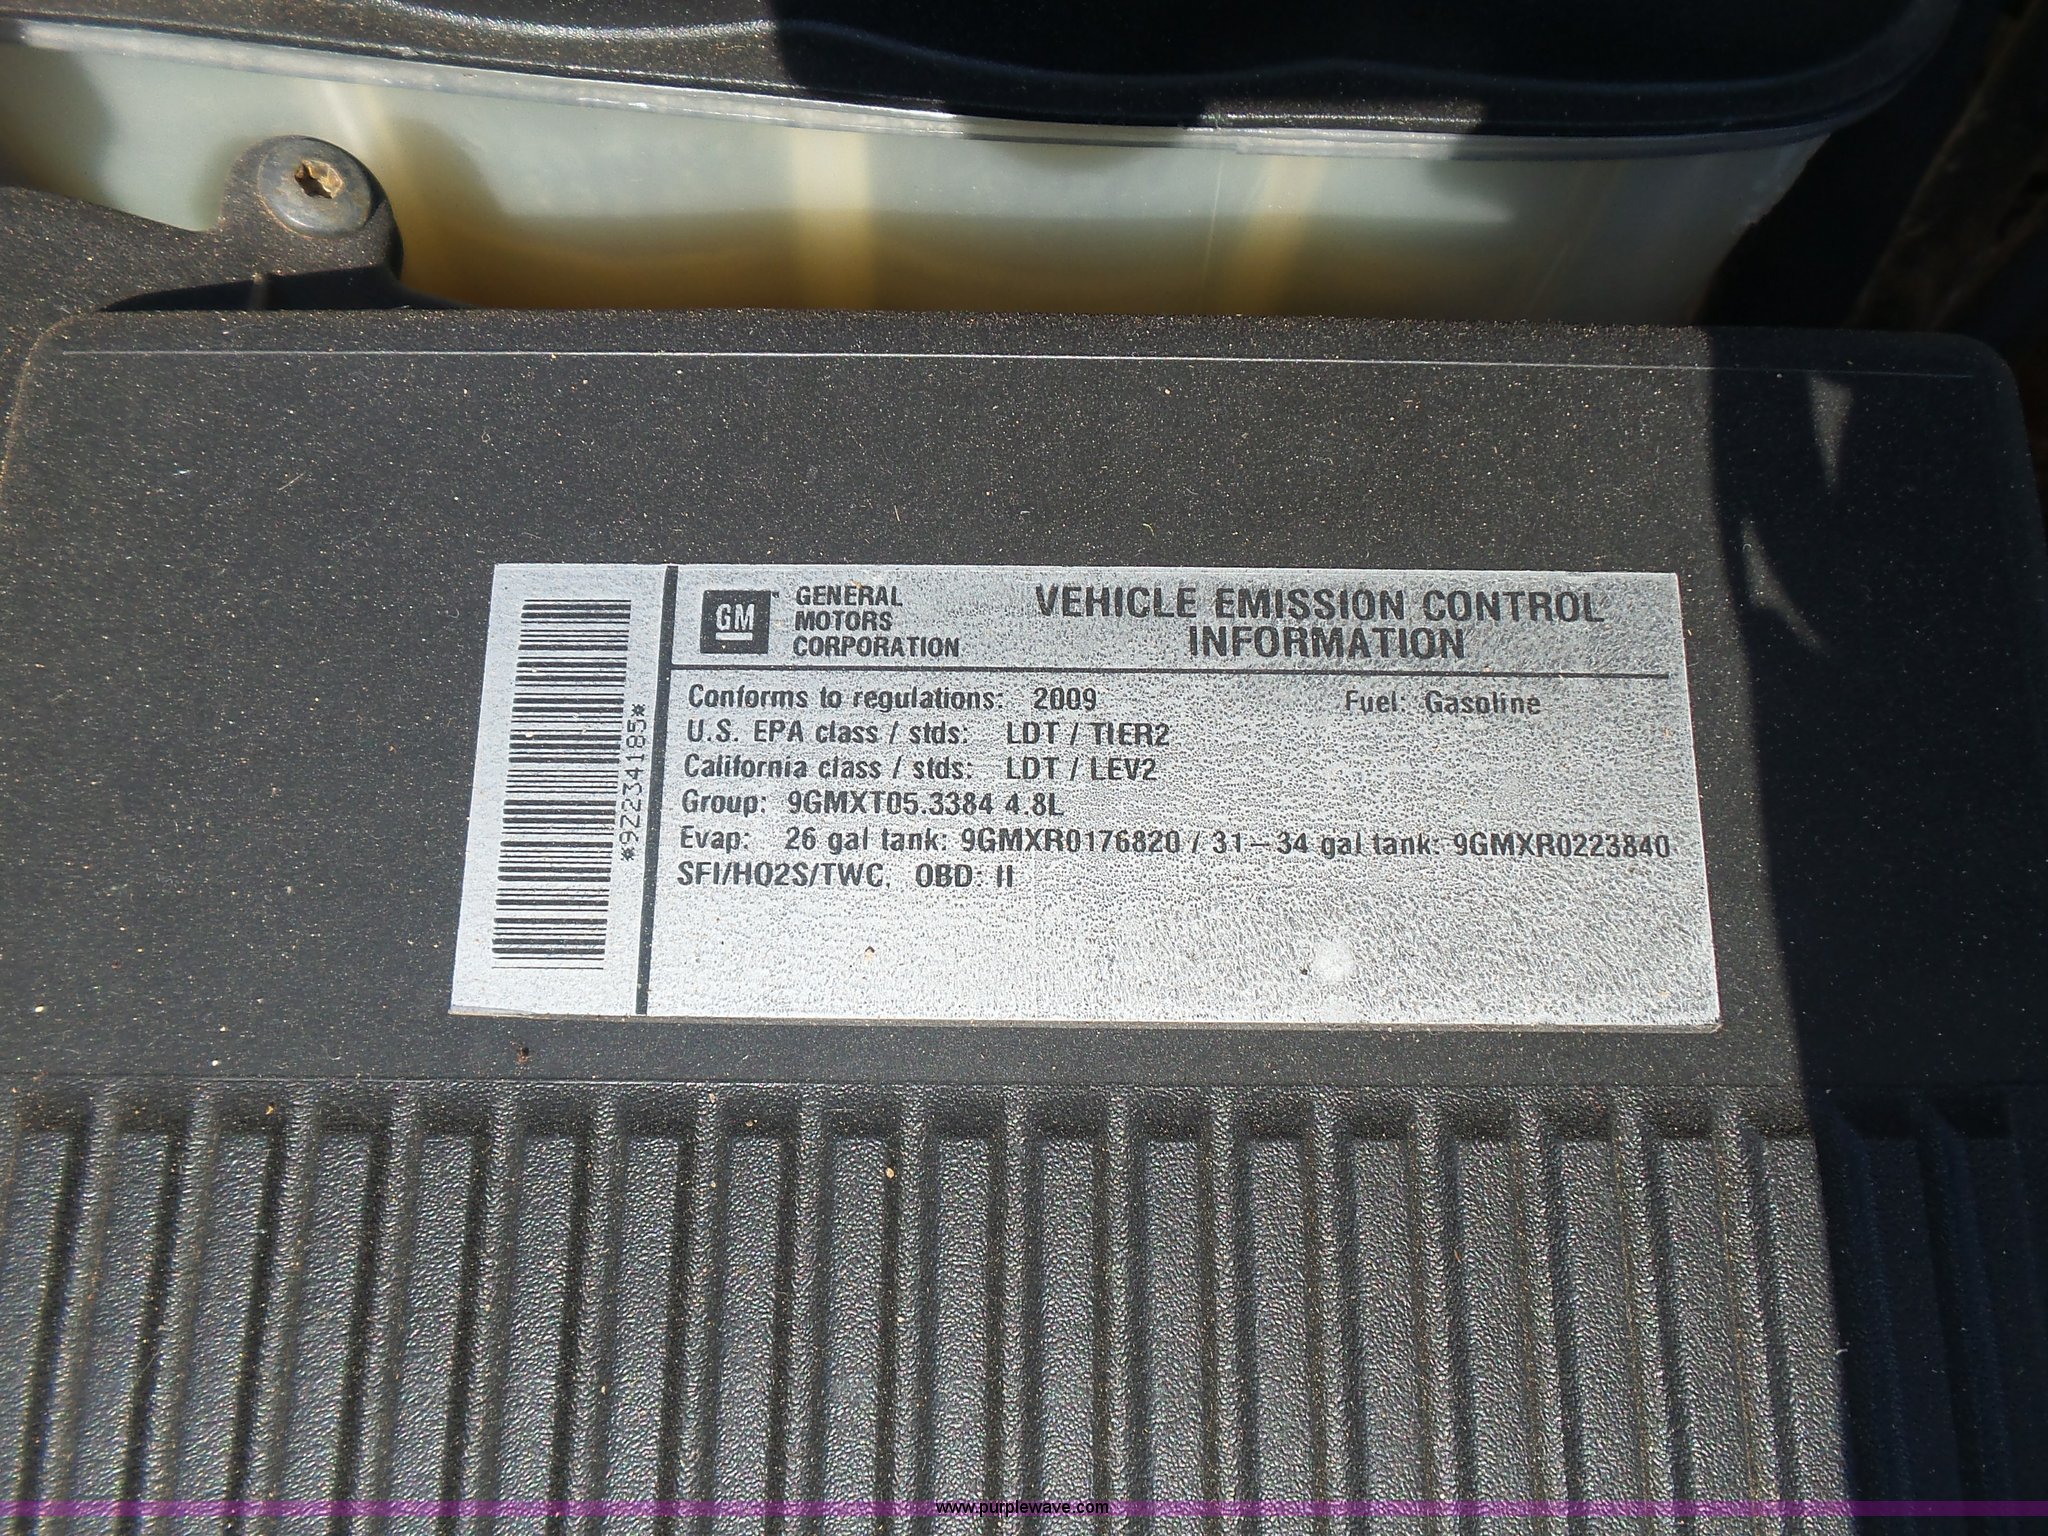 *9Z234185*
GM
GENERAL
MOTORS
CORPORATION
VEHICLE EMISSION CONTROL
INFORMATION
Conforms to regulations: 2009 Fuel: Gasoline
U.S. EPA class / stds: LDT / TIER2
California class / stds: LDT / LEV2
Group: 9GMXT05.3384 4.8L
Evap: 26 gal tank: 9GMXR0176820 / 31-34 gal tank: 9GMXR0223840
SFI/HO2S/TWC, OBD: II
www.purplewave.com